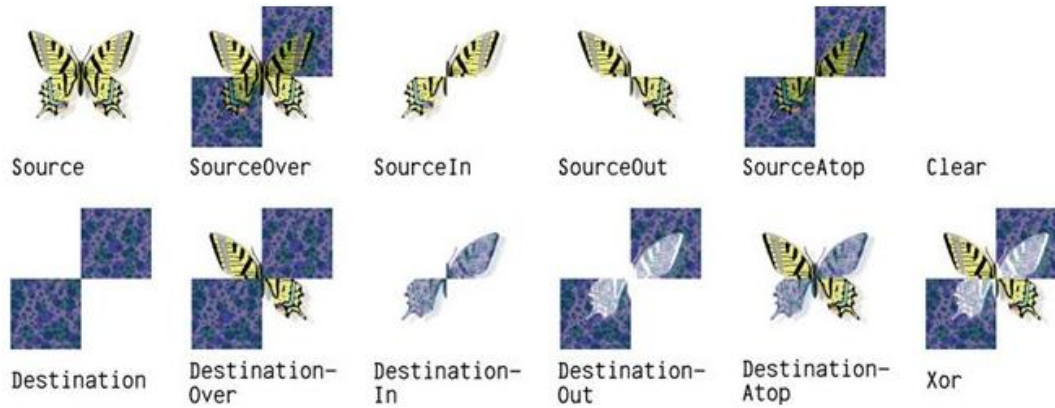 Source
SourceOver
SourceIn
SourceOut
SourceAtop
Clear
Destination
Destination-
Over
Destination-
In
Destination-
Out
Destination-
Atop
Xor